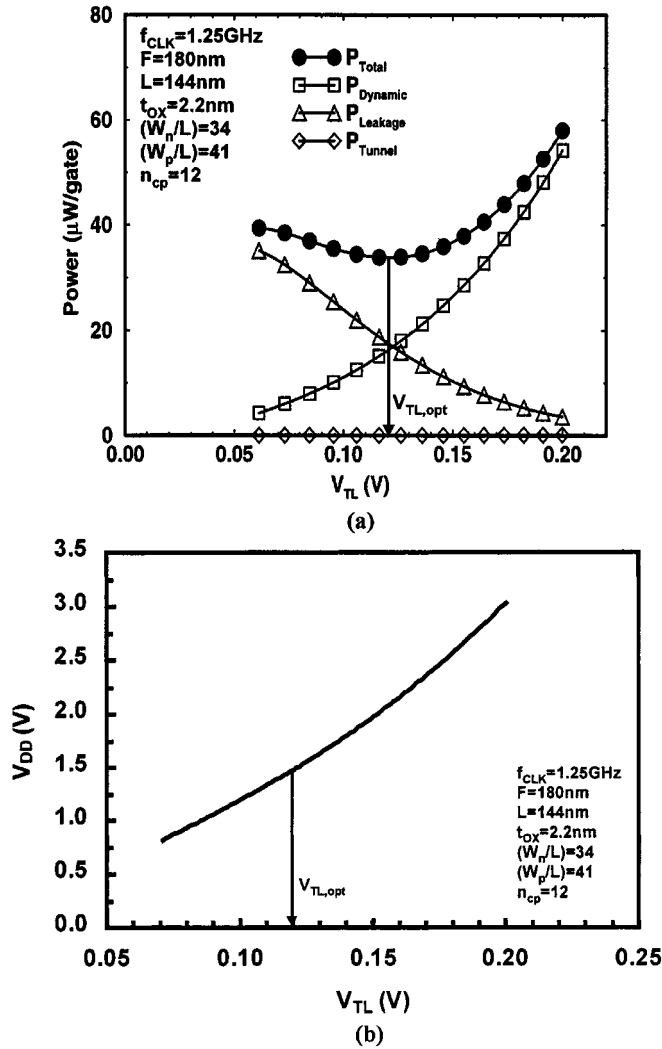 (a)
f_CLK=1.25GHz
F=180nm
L=144nm
t_OX=2.2nm
(W_n/L)=34
(W_p/L)=41
n_cp=12
P_Total
P_Dynamic
P_Leakage
P_Tunnel
80
60
40
20
0
Power (μW/gate)
V_TL,opt
0.00 0.05 0.10 0.15 0.20
V_TL (V)
(a)
3.5
3.0
2.5
2.0
1.5
1.0
0.5
0.0
V_DD (V)
f_CLK=1.25GHz
F=180nm
L=144nm
t_OX=2.2nm
(W_n/L)=34
(W_p/L)=41
n_cp=12
V_TL,opt
0.05 0.10 0.15 0.20 0.25
V_TL (V)
(b)